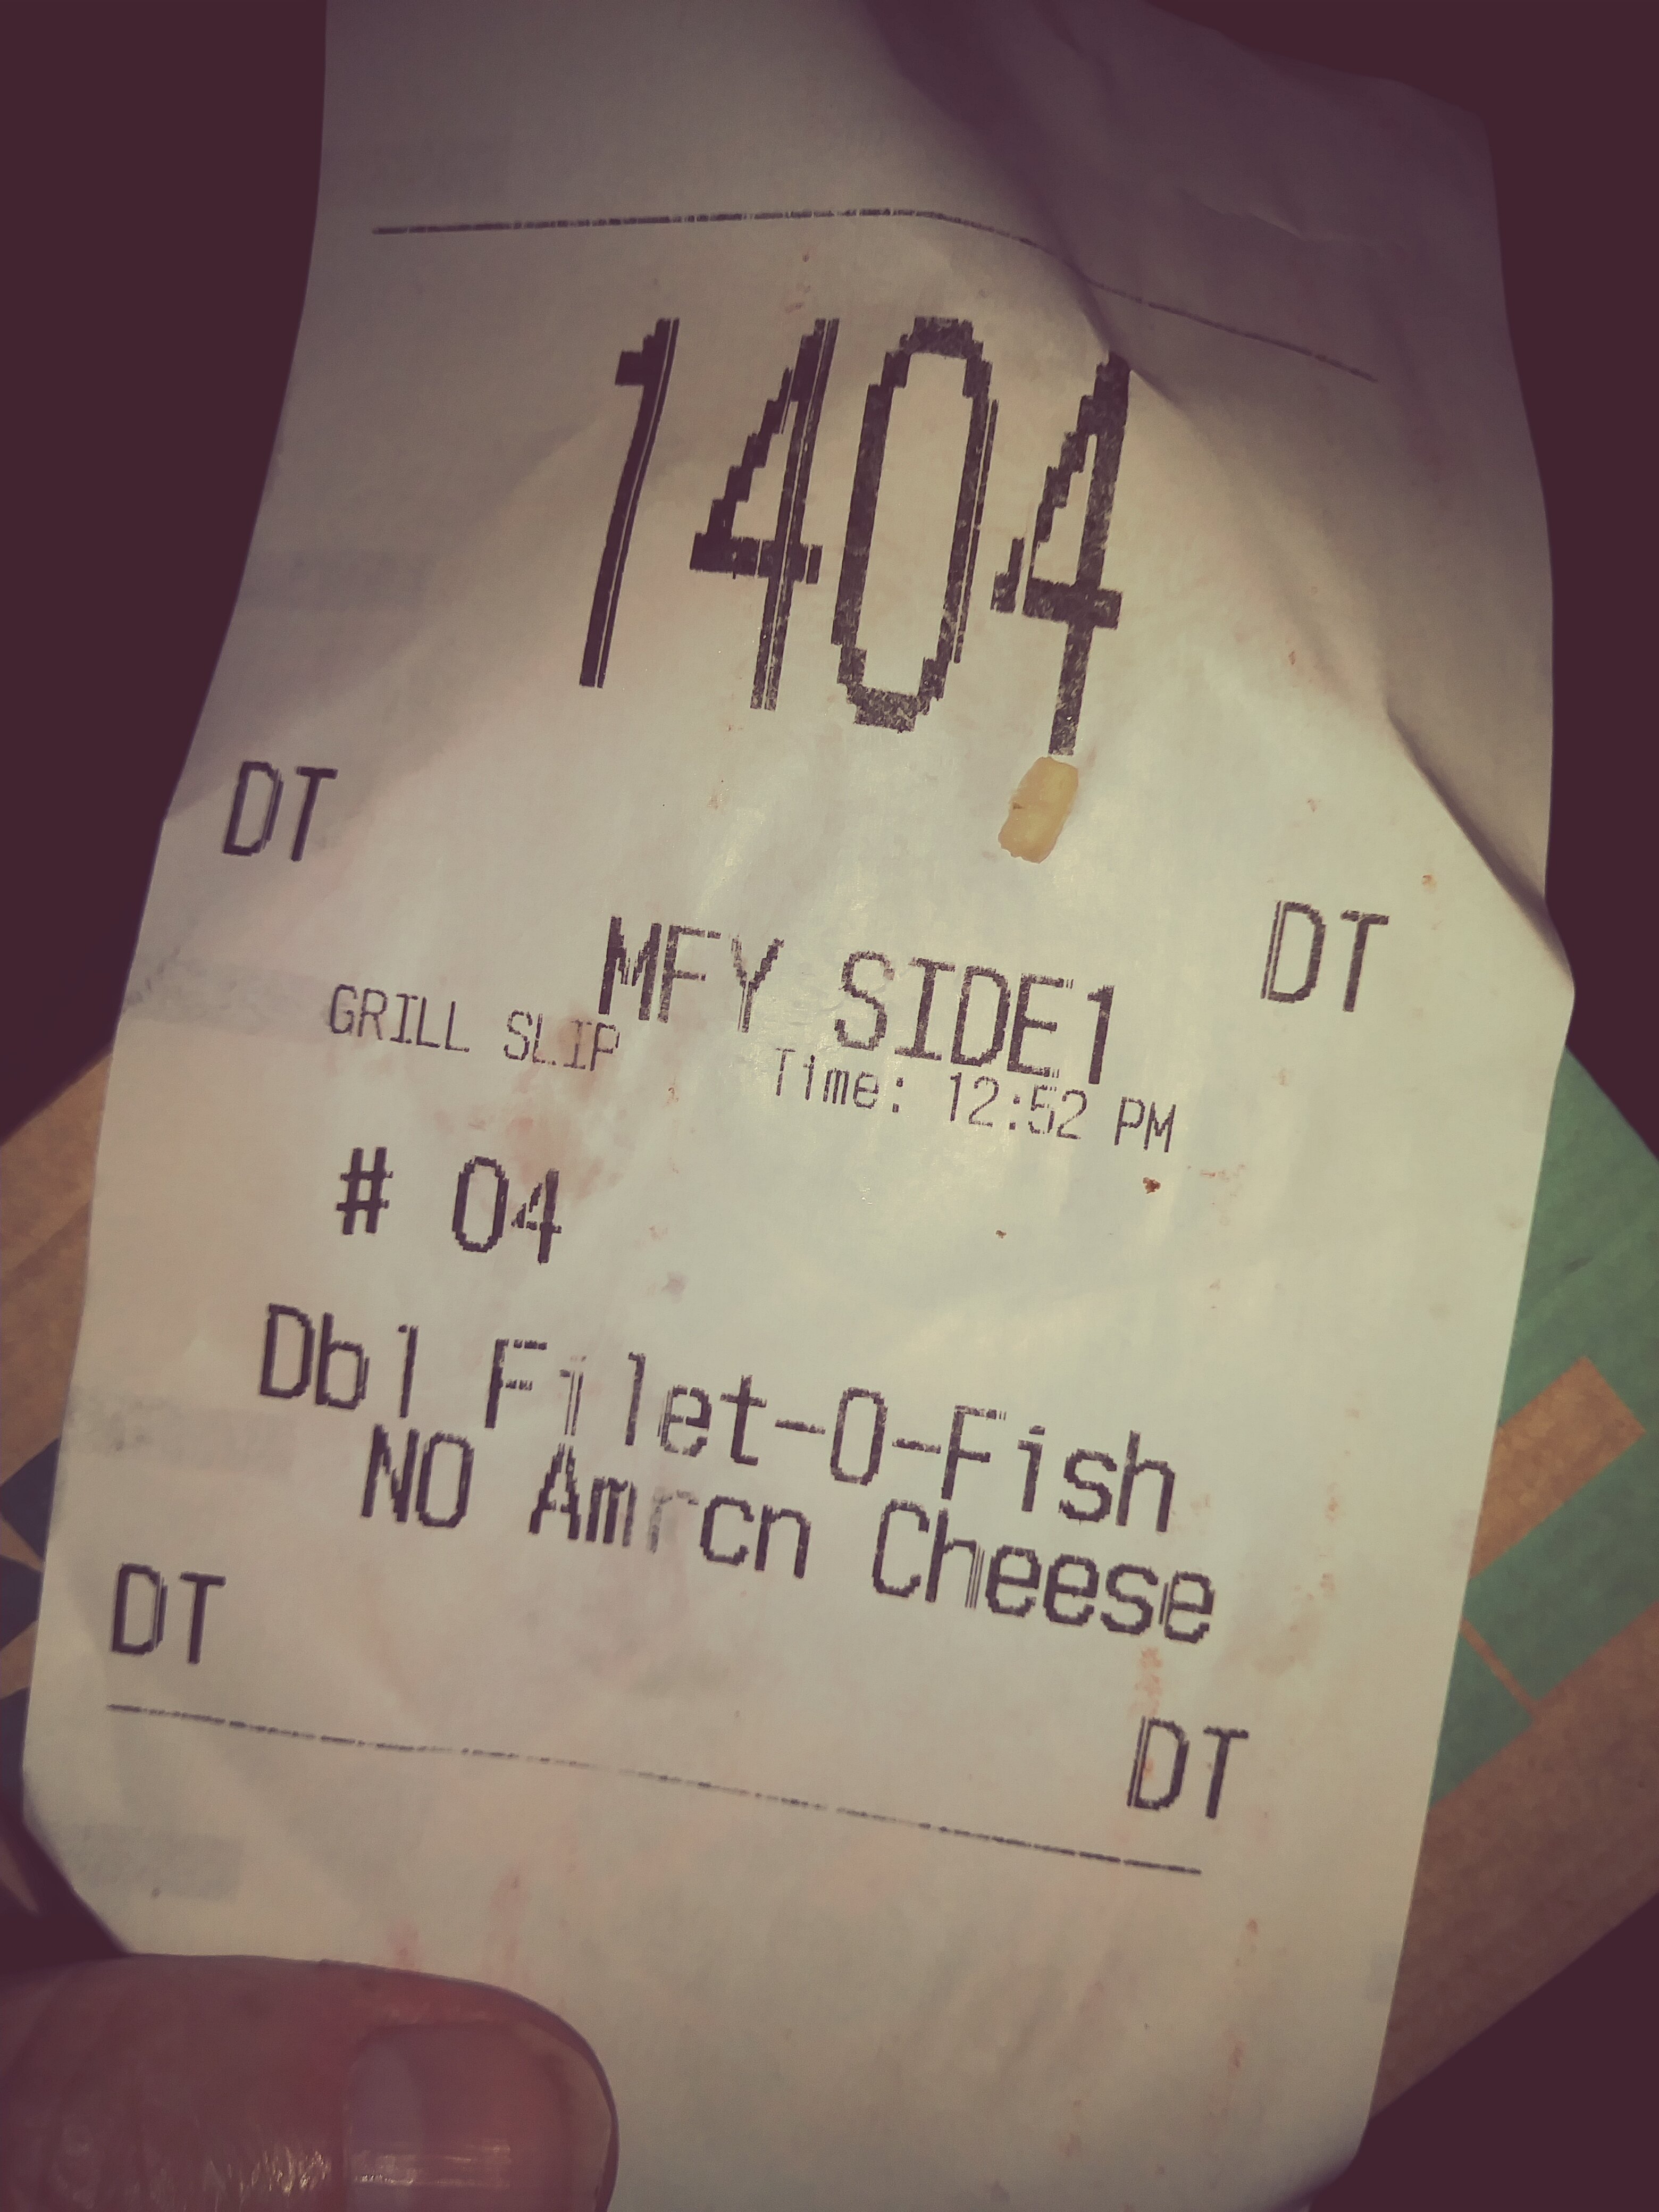 1404
DT
DT
MFY SIDE1
GRILL SLIP Time: 12:52 PM
# 04
Dbl Filet-O-Fish
NO Amrcn Cheese
DT
DT